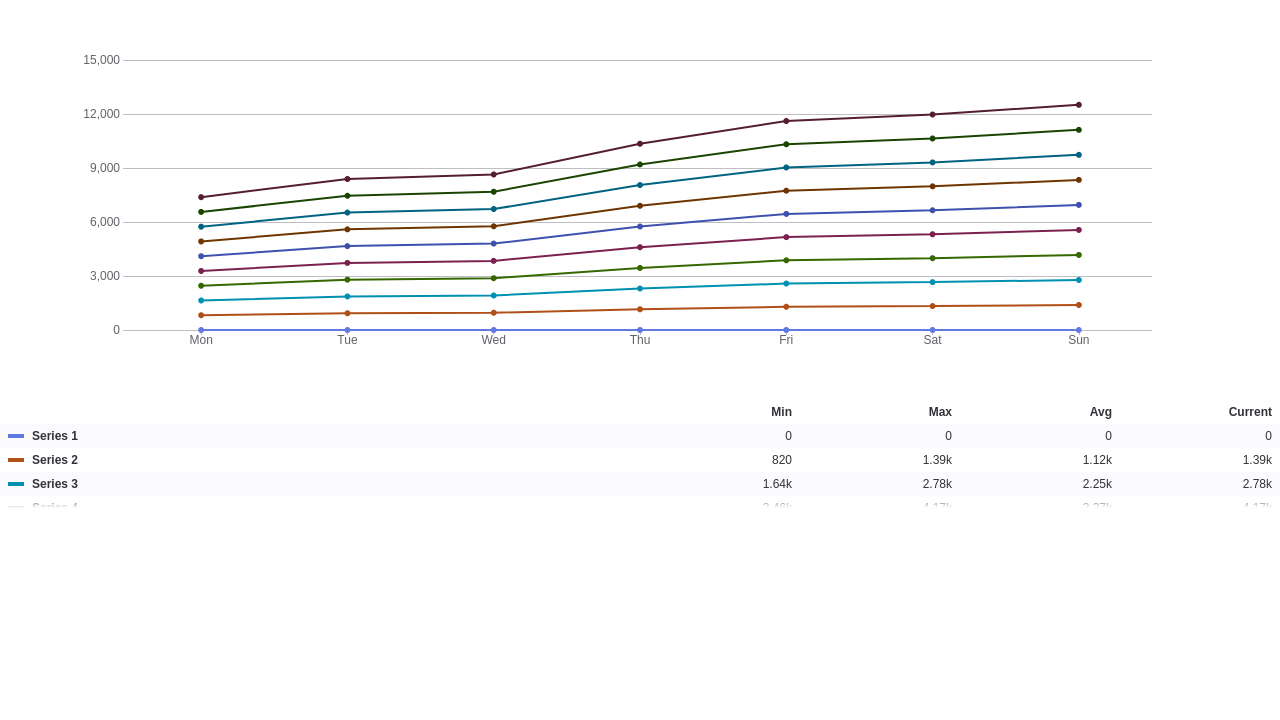 15,000
12,000
9,000
6,000
3,000
0
Mon Tue Wed Thu Fri Sat Sun
Min Max Avg Current
Series 1 0 0 0 0
Series 2 820 1.39k 1.12k 1.39k
Series 3 1.64k 2.78k 2.25k 2.78k